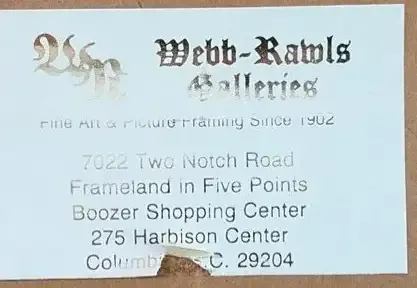 WR
Webb-Rawls
Galleries
Fine Art & Picture Framing Since 1902
7022 Two Notch Road
Frameland in Five Points
Boozer Shopping Center
275 Harbison Center
S.C. 29204